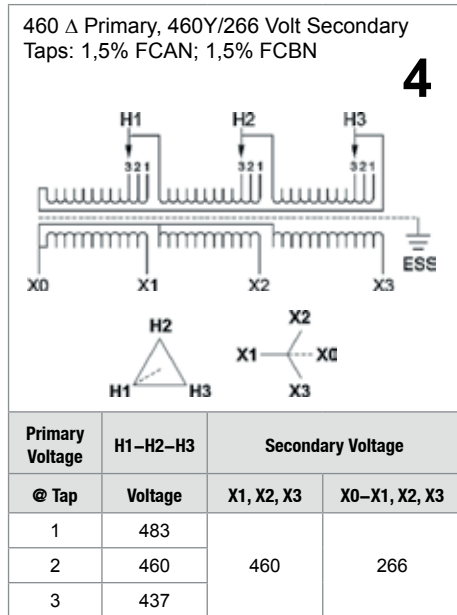 460 Δ Primary, 460Y/266 Volt Secondary
Taps: 1,5% FCAN; 1,5% FCBN
4
H1 H2 H3
3 2 1 3 2 1 3 2 1
ESS
X0 X1 X2 X3
H2
H1 H3
X2
X1 X0
X3
Primary Voltage H1–H2–H3 Secondary Voltage
@ Tap Voltage X1, X2, X3 X0–X1, X2, X3
1 483
2 460 460 266
3 437